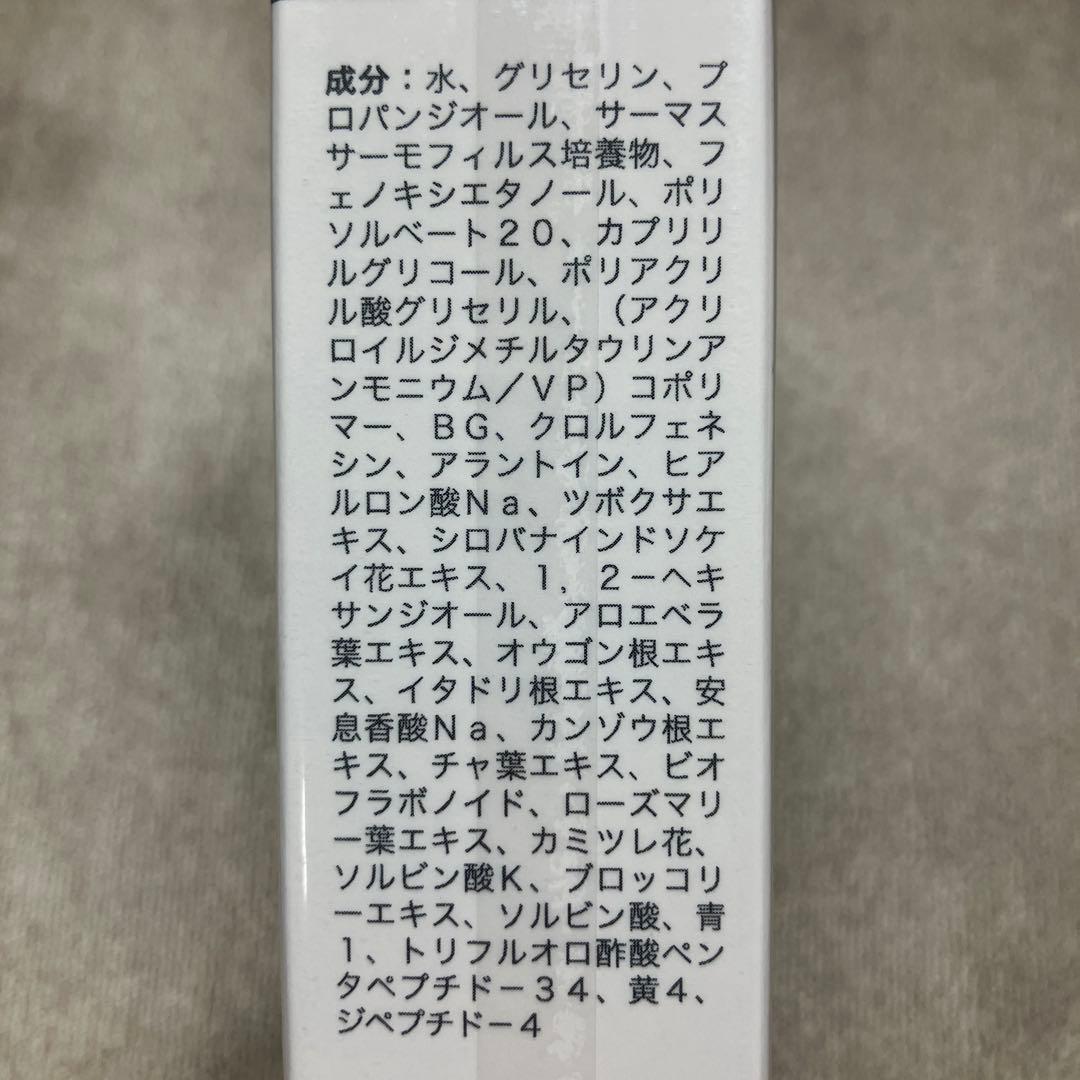 成分：水、グリセリン、プ
ロパンジオール、サーマス
サーモフィルス培養物、フ
ェノキシエタノール、ポリ
ソルベート２０、カプリリ
ルグリコール、ポリアクリ
ル酸グリセリル、（アクリ
ロイルジメチルタウリンア
ンモニウム／ＶＰ）コポリ
マー、ＢＧ、クロルフェネ
シン、アラントイン、ヒア
ルロン酸Ｎａ、ツボクサエ
キス、シロバナインドソケ
イ花エキス、１，２－ヘキ
サンジオール、アロエベラ
葉エキス、オウゴン根エキ
ス、イタドリ根エキス、安
息香酸Ｎａ、カンゾウ根エ
キス、チャ葉エキス、ビオ
フラボノイド、ローズマリ
ー葉エキス、カミツレ花、
ソルビン酸Ｋ、ブロッコリ
ーエキス、ソルビン酸、青
１、トリフルオロ酢酸ペン
タペプチドー３４、黄４、
ジペプチドー４